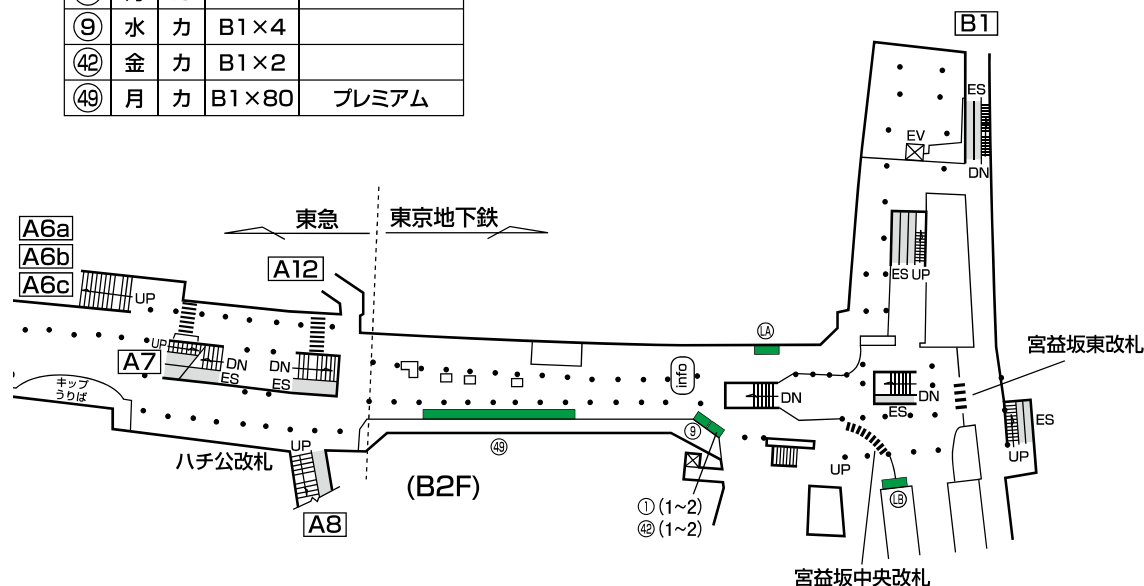 ⑨ 水 カ B1×4
㊷ 金 カ B1×2
㊾ 月 カ B1×80 プレミアム
B1
ES
EV
DN
A6a
A6b
A6c
UP
東急
東京地下鉄
A12
ES UP
LA
宮益坂東改札
UP
A7
DN
ES
DN
ES
キップ
うりば
info
DN
DN
ES
ES
UP
⑨
㊾
UP
ハチ公改札
(B2F)
UP
①(1~2)
㊷(1~2)
LB
A8
宮益坂中央改札